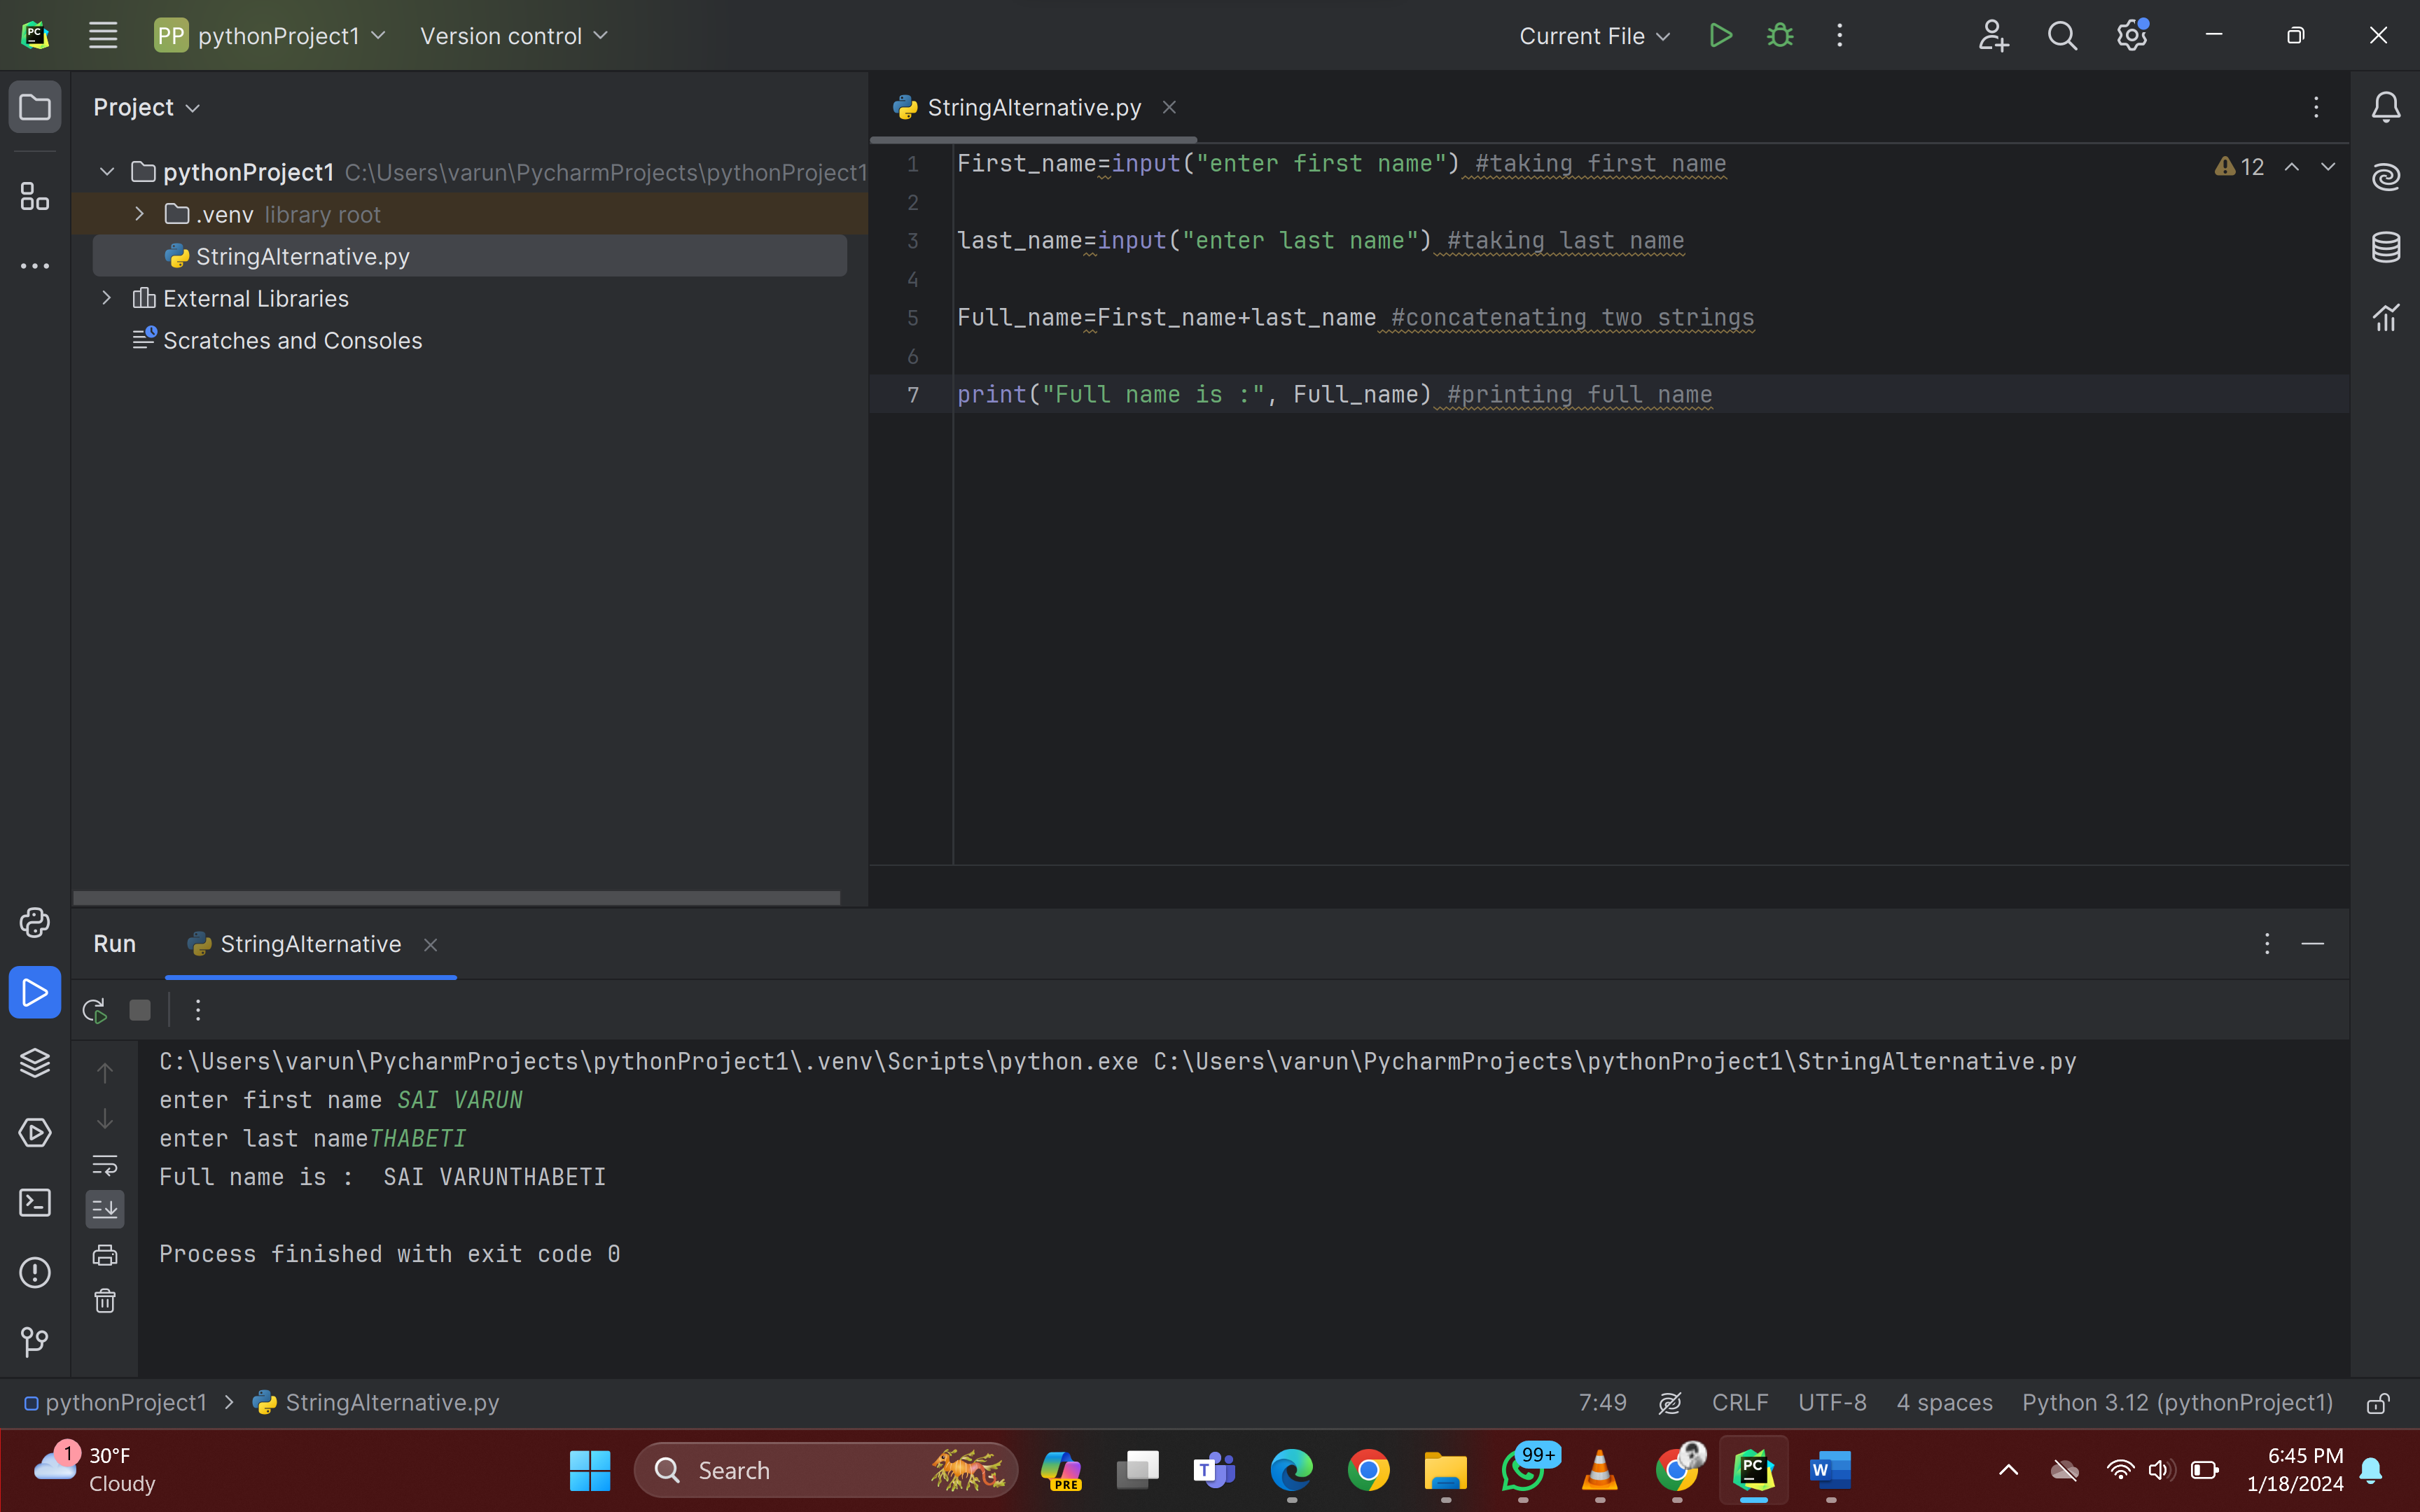 PC PP pythonProject1 Version control Current File
Project
StringAlternative.py
pythonProject1 C:\Users\varun\PycharmProjects\pythonProject1
.venv library root
StringAlternative.py
External Libraries
Scratches and Consoles
12
1 First_name=input("enter first name") #taking first name
2
3 last_name=input("enter last name") #taking last name
4
5 Full_name=First_name+last_name #concatenating two strings
6
7 print("Full name is :", Full_name) #printing full name
Run StringAlternative
C:\Users\varun\PycharmProjects\pythonProject1\.venv\Scripts\python.exe C:\Users\varun\PycharmProjects\pythonProject1\StringAlternative.py
enter first name SAI VARUN
enter last nameTHABETI
Full name is :  SAI VARUNTHABETI
Process finished with exit code 0
pythonProject1 > StringAlternative.py 7:49 CRLF UTF-8 4 spaces Python 3.12 (pythonProject1)
1 30°F
Cloudy
Search
PRE
T
99+
PC
W
6:45 PM
1/18/2024